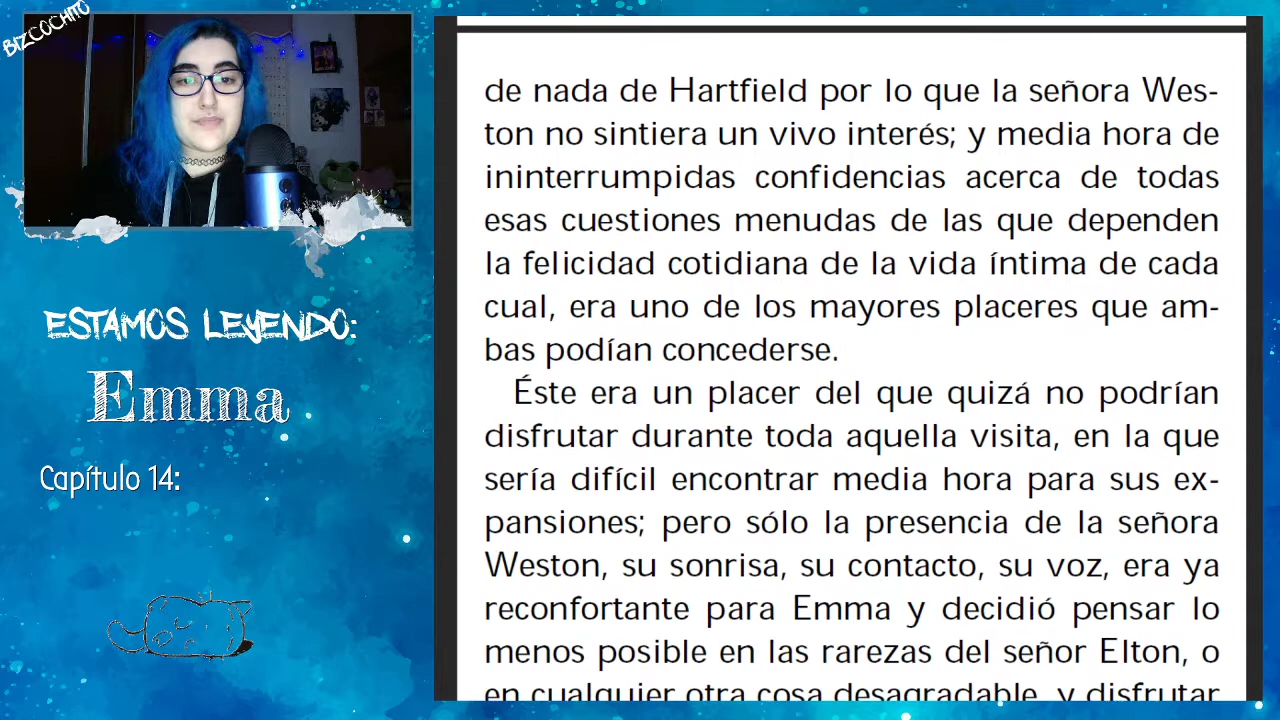 BIZCOCHITO
ESTAMOS LEYENDO:
Emma
Capítulo 14:
de nada de Hartfield por lo que la señora Wes-
ton no sintiera un vivo interés; y media hora de
ininterrumpidas confidencias acerca de todas
esas cuestiones menudas de las que dependen
la felicidad cotidiana de la vida íntima de cada
cual, era uno de los mayores placeres que am-
bas podían concederse.
Éste era un placer del que quizá no podrían
disfrutar durante toda aquella visita, en la que
sería difícil encontrar media hora para sus ex-
pansiones; pero sólo la presencia de la señora
Weston, su sonrisa, su contacto, su voz, era ya
reconfortante para Emma y decidió pensar lo
menos posible en las rarezas del señor Elton, o
en cualquier otra cosa desagradable, y disfrutar